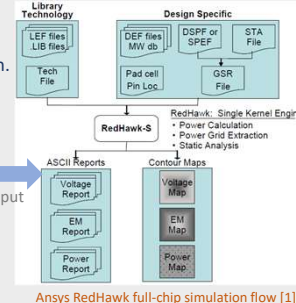 Library
Technology
Design Specific
LEF files
LIB files
Tech
File
DEF files
MW db
DSPF or
SPEF
STA
File
Pad cell
Pin Loc
GSR
File
n.
RedHawk-S
RedHawk: Single Kernel Engin
• Power Calculation
• Power Grid Extraction
• Static Analysis
ASCII Reports
Contour Maps
put
Voltage
Report
EM
Report
Power
Report
Voltage
Map
EM
Map
Power
Map
Ansys RedHawk full-chip simulation flow [1]